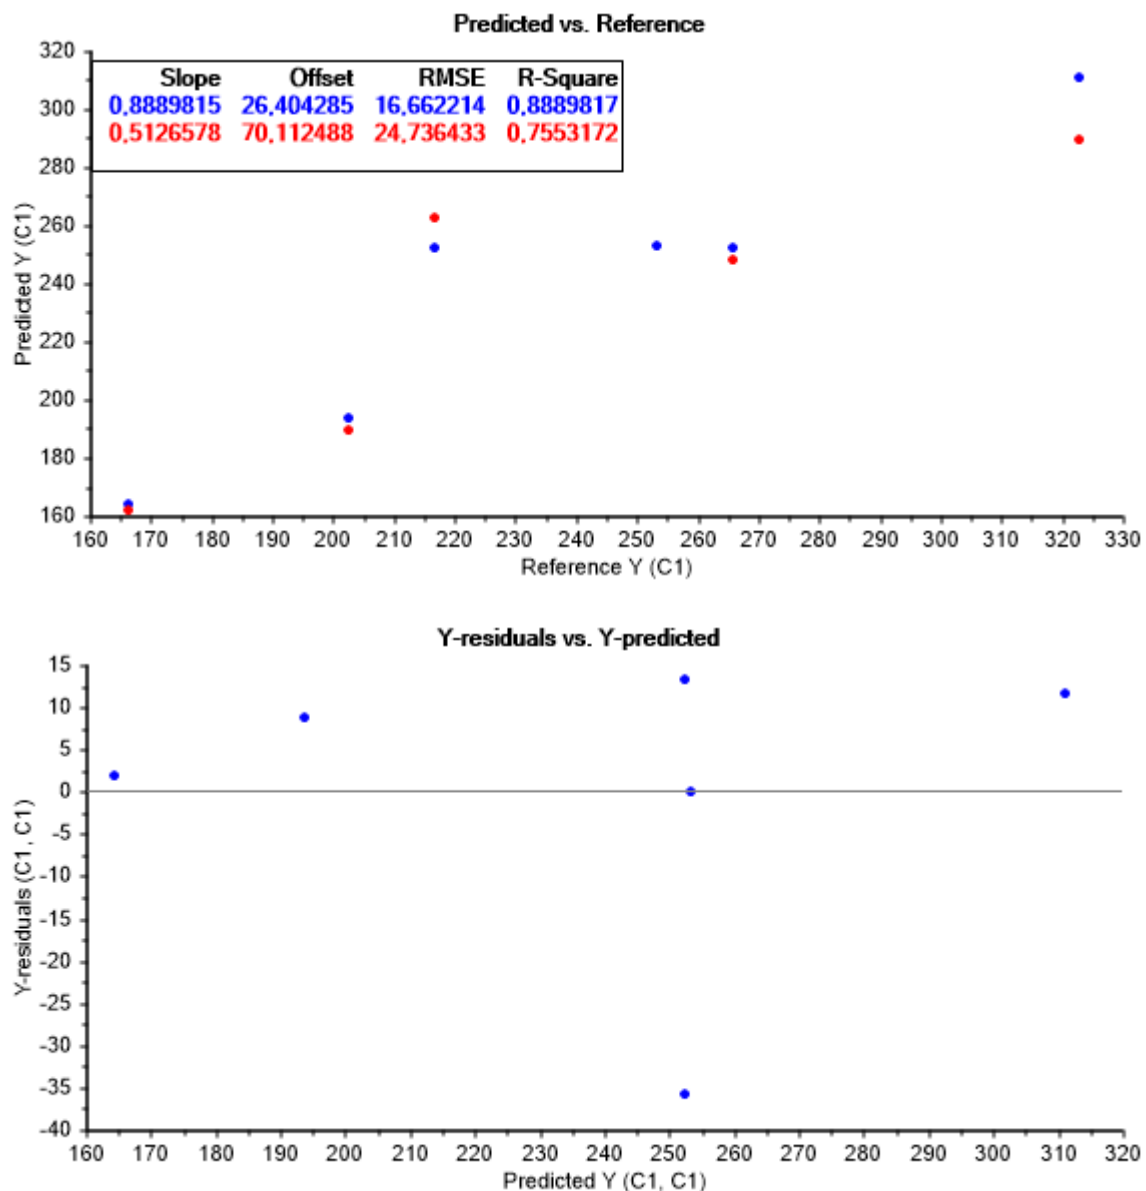 Predicted vs. Reference
Slope Offset RMSE R-Square
0,8889815 26,404285 16,662214 0,8889817
0,5126578 70,112488 24,736433 0,7553172
Predicted Y (C1)
320
300
280
260
240
220
200
180
160
160 170 180 190 200 210 220 230 240 250 260 270 280 290 300 310 320 330
Reference Y (C1)
Y-residuals vs. Y-predicted
Y-residuals (C1, C1)
15
10
5
0
-5
-10
-15
-20
-25
-30
-35
-40
160 170 180 190 200 210 220 230 240 250 260 270 280 290 300 310 320
Predicted Y (C1, C1)